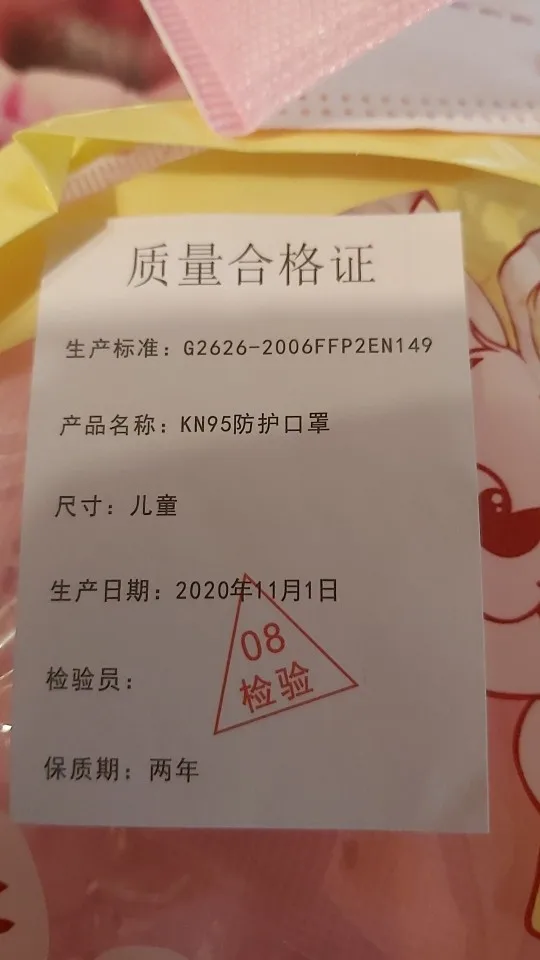 质量合格证
生产标准：G2626-2006FFP2EN149
产品名称：KN95防护口罩
尺寸：儿童
生产日期：2020年11月1日
检验员：
08
检验
保质期：两年